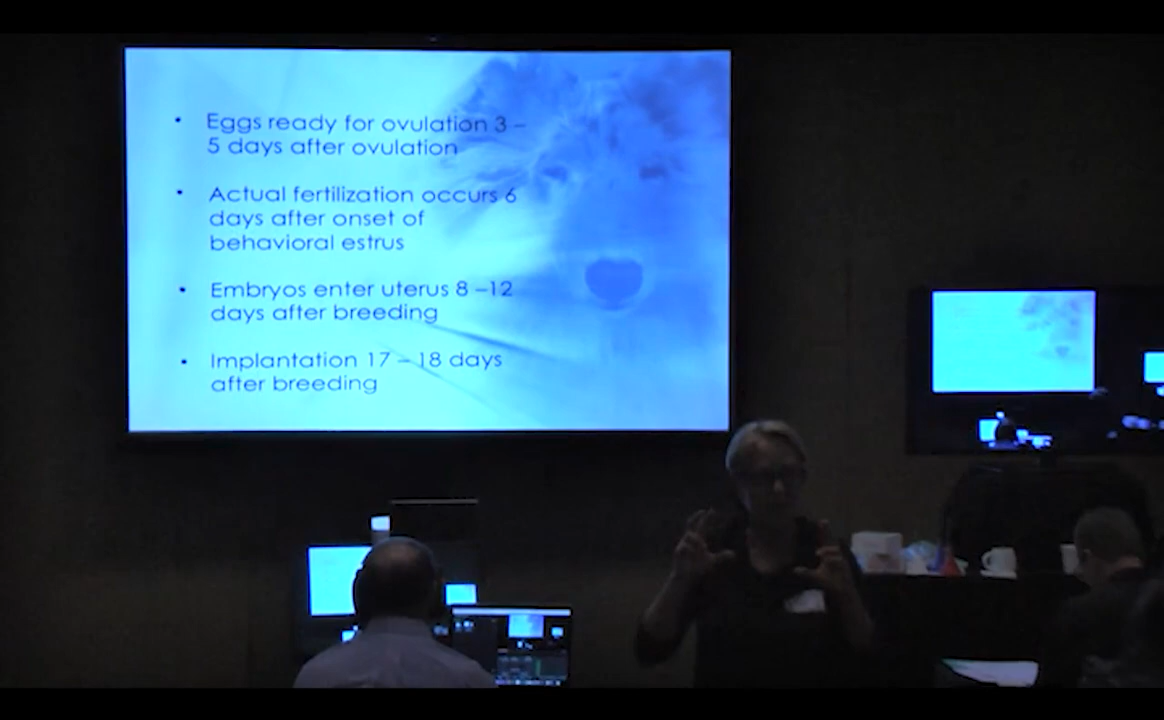 • Eggs ready for ovulation 3 –
5 days after ovulation
• Actual fertilization occurs 6
days after onset of
behavioral estrus
• Embryos enter uterus 8 –12
days after breeding
• Implantation 17 – 18 days
after breeding